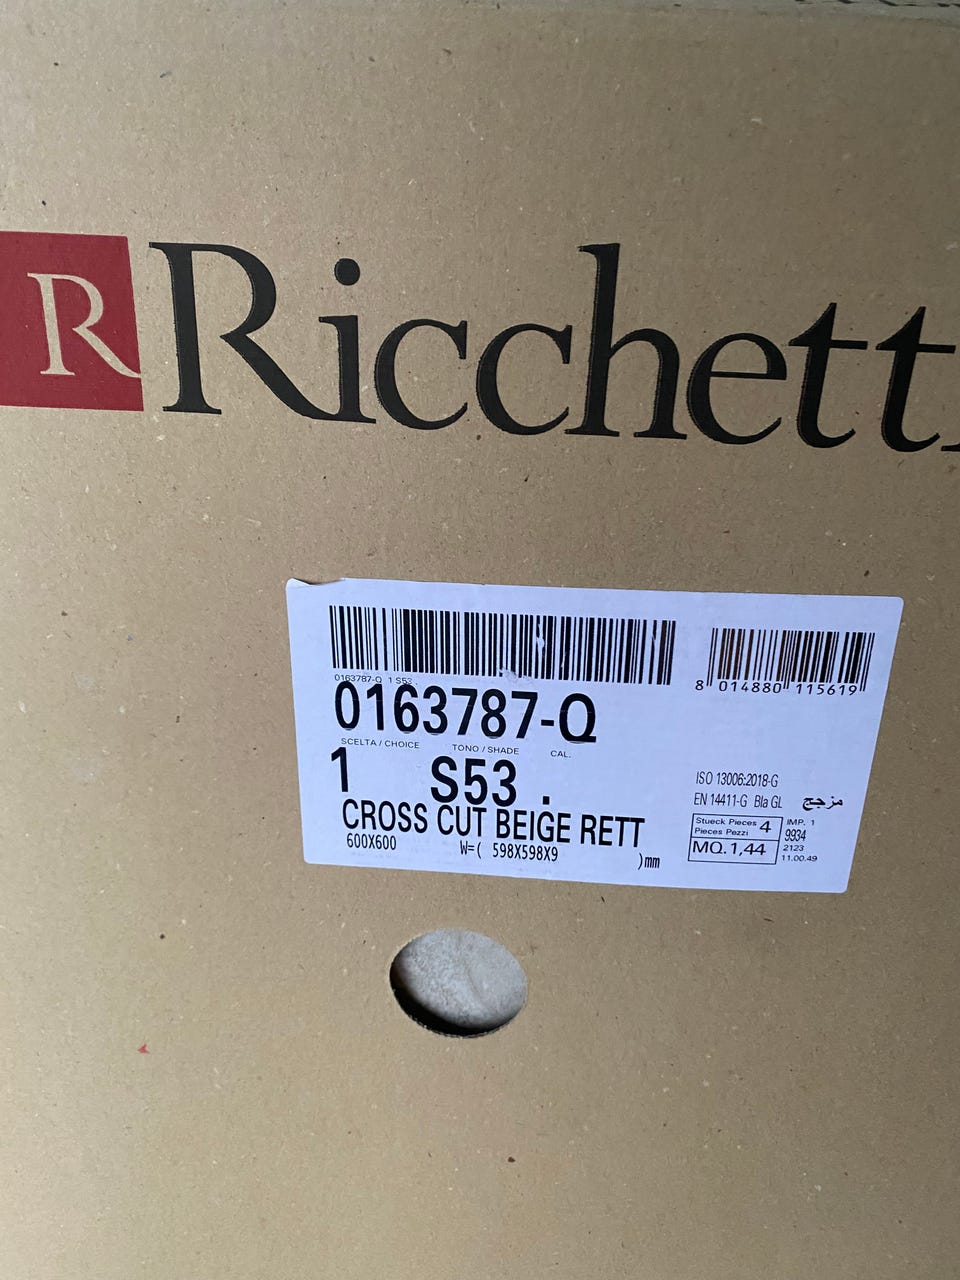 R Ricchetti
0163787-Q 1 S53 .
8 014880 115619
0163787-Q
SCELTA / CHOICE TONO / SHADE CAL.
1 S53 .
CROSS CUT BEIGE RETT
600X600 W=( 598X598X9 )mm
ISO 13006:2018-G
EN 14411-G BIa GL مزجج
Stueck Pieces 4
Pieces Pezzi
MQ. 1,44
IMP. 1
9934
2123
11.00.49